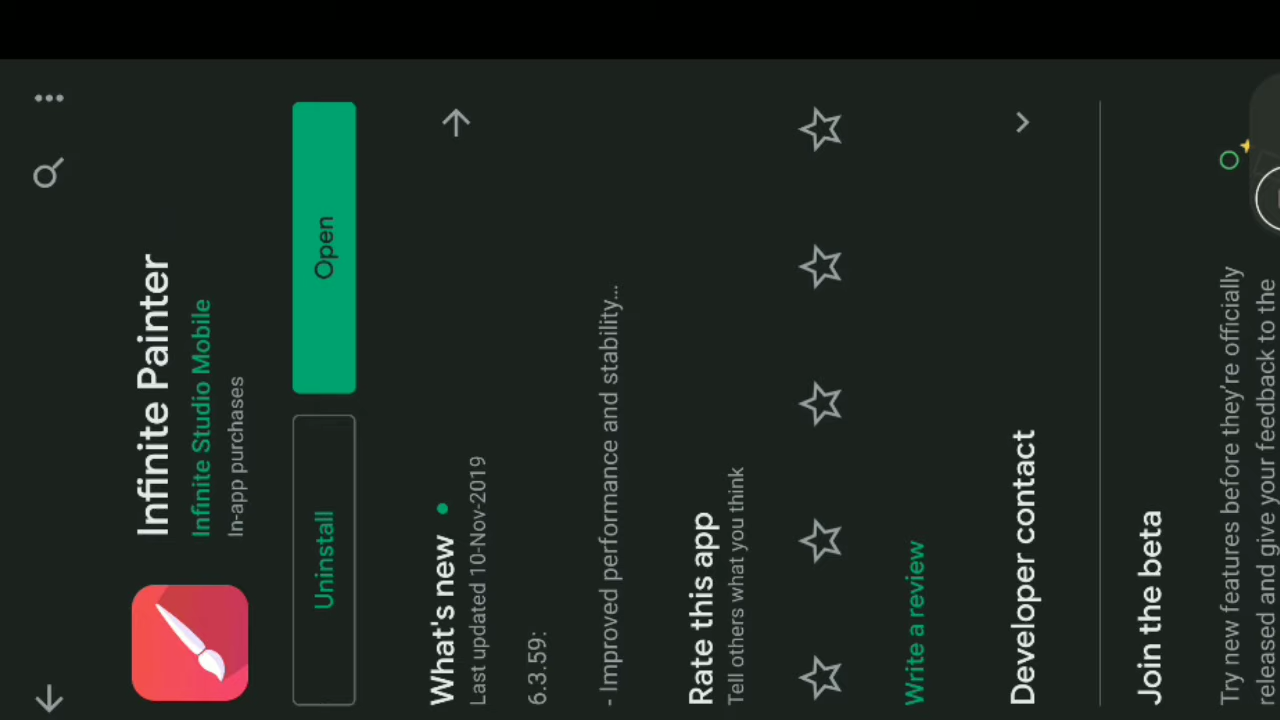 Infinite Painter
Infinite Studio Mobile
In-app purchases
Uninstall
Open
What's new
Last updated 10-Nov-2019
6.3.59:
- Improved performance and stability...
Rate this app
Tell others what you think
Write a review
Developer contact
Join the beta
Try new features before they're officially
released and give your feedback to the